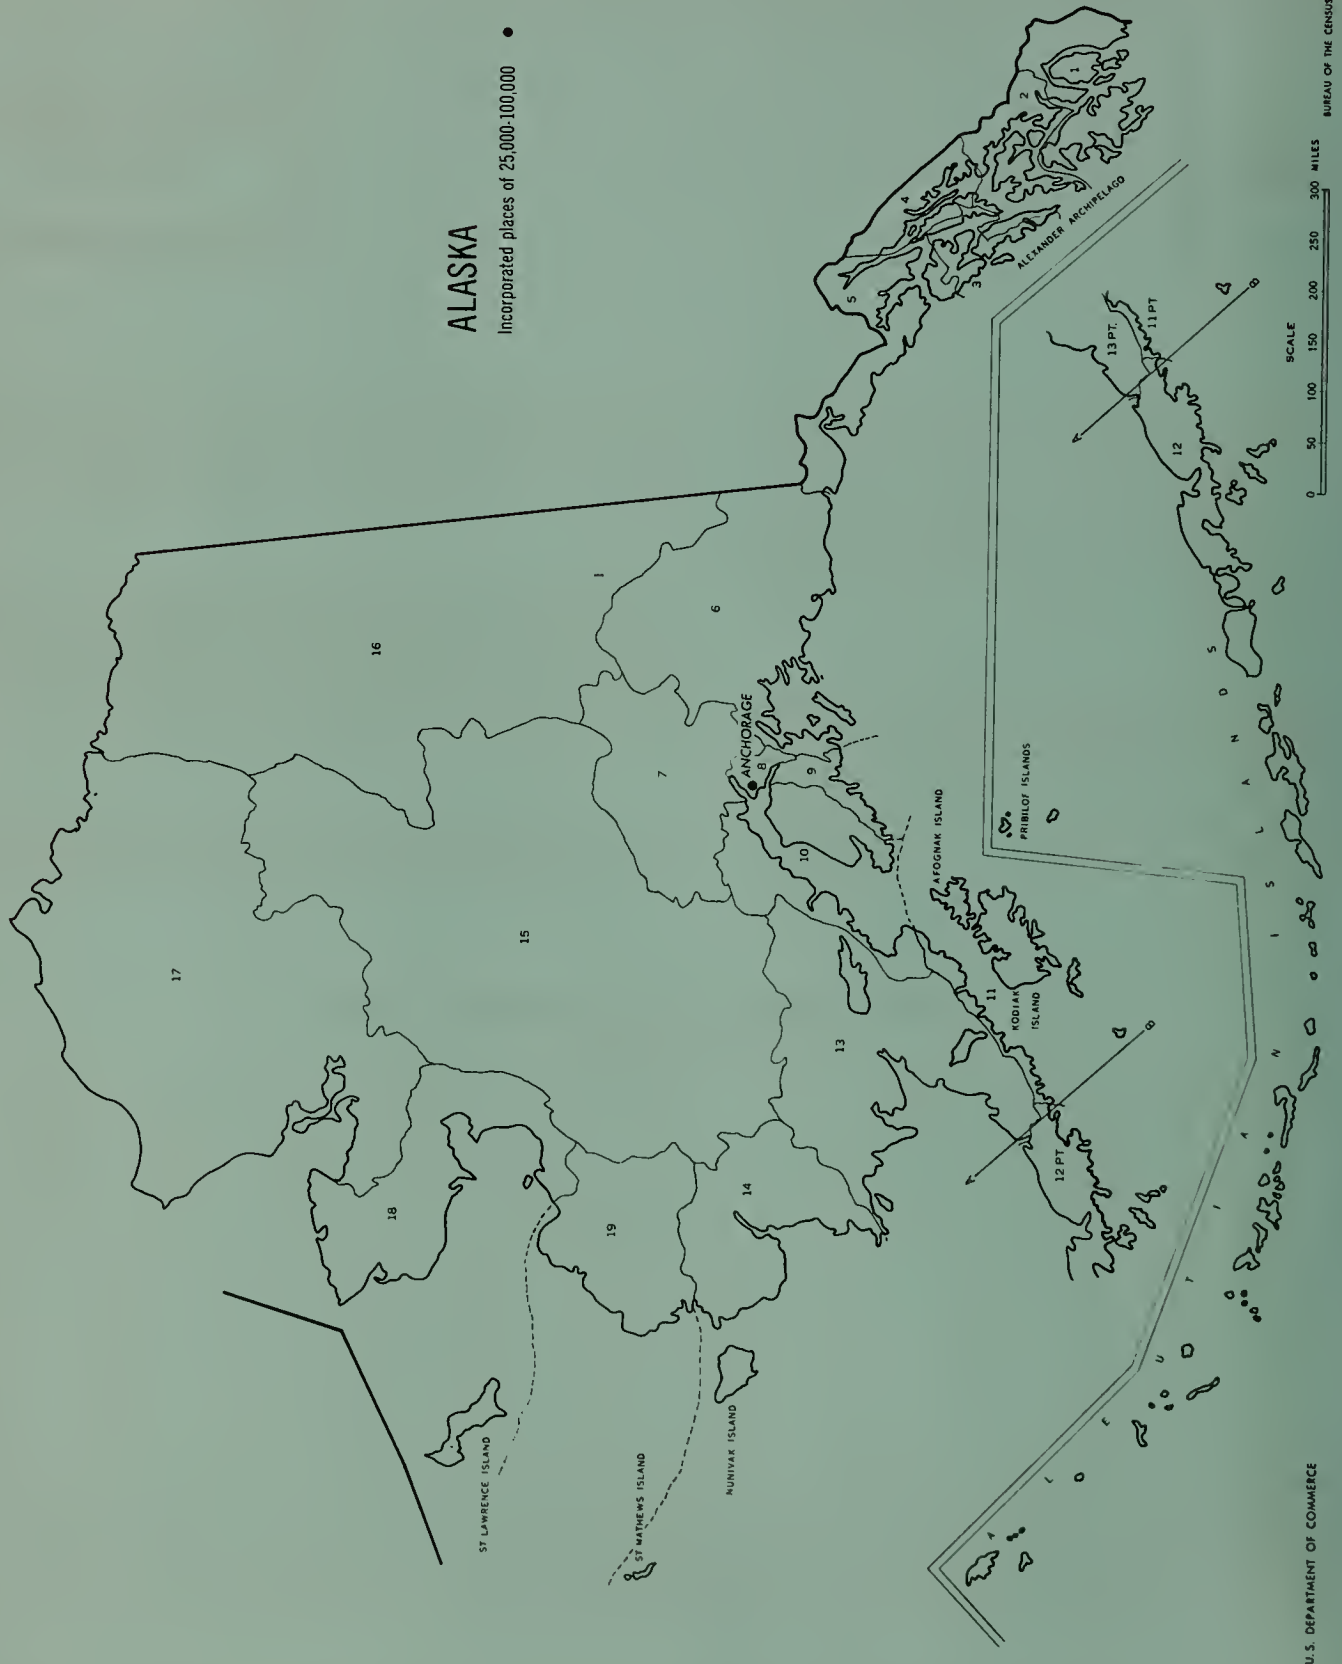 ALASKA
Incorporated places of 25,000-100,000
17
16
15
18
19
14
13
7
6
1
ANCHORAGE
8
9
10
11
12 PT
5
4
3
2
1
ALEXANDER ARCHIPELAGO
ST LAWRENCE ISLAND
ST MATHEWS ISLAND
NUNIVAK ISLAND
AFOGNAK ISLAND
KODIAK
ISLAND
PRIBILOF ISLANDS
A
B
13 PT.
11 PT
12
A
B
ALEUTIAN ISLANDS
SCALE
0 50 100 150 200 250 300 MILES
U.S. DEPARTMENT OF COMMERCE
BUREAU OF THE CENSUS